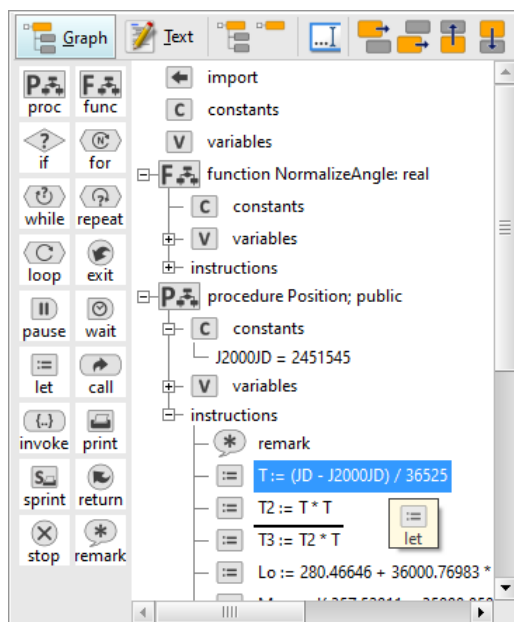 Graph Text ...I
P proc F func
? if N for
? while repeat
loop exit
pause wait
:= let call
{..} invoke print
S sprint return
stop * remark
import
C constants
V variables
F function NormalizeAngle: real
C constants
V variables
instructions
P procedure Position; public
C constants
J2000JD = 2451545
V variables
instructions
* remark
:= T := (JD - J2000JD) / 36525
:= T2 := T * T
:= let
:= T3 := T2 * T
:= Lo := 280.46646 + 36000.76983 *